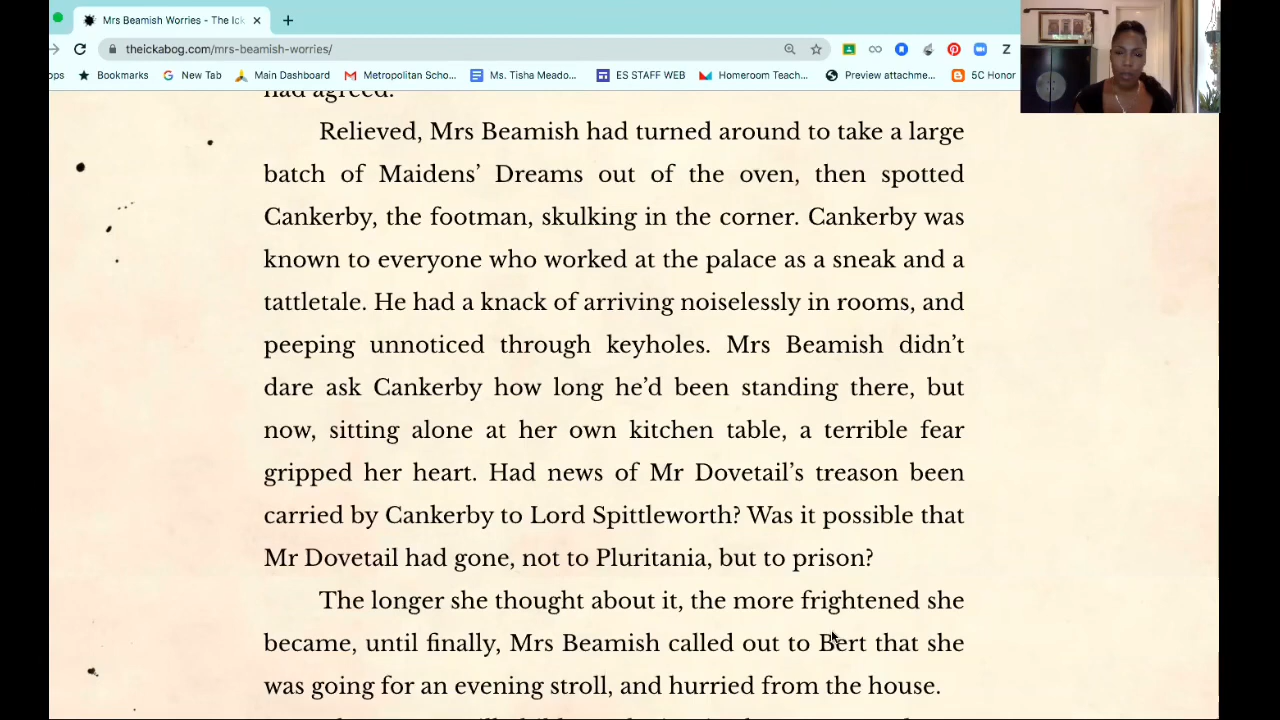 Mrs Beamish Worries - The Ick
theickabog.com/mrs-beamish-worries/
ops Bookmarks New Tab Main Dashboard Metropolitan Scho... Ms. Tisha Meado... ES STAFF WEB Homeroom Teach... Z Preview attachme... 5C Honor
had agreed.
Relieved, Mrs Beamish had turned around to take a large
batch of Maidens’ Dreams out of the oven, then spotted
Cankerby, the footman, skulking in the corner. Cankerby was
known to everyone who worked at the palace as a sneak and a
tattletale. He had a knack of arriving noiselessly in rooms, and
peeping unnoticed through keyholes. Mrs Beamish didn’t
dare ask Cankerby how long he’d been standing there, but
now, sitting alone at her own kitchen table, a terrible fear
gripped her heart. Had news of Mr Dovetail’s treason been
carried by Cankerby to Lord Spittleworth? Was it possible that
Mr Dovetail had gone, not to Pluritania, but to prison?
The longer she thought about it, the more frightened she
became, until finally, Mrs Beamish called out to Bert that she
was going for an evening stroll, and hurried from the house.